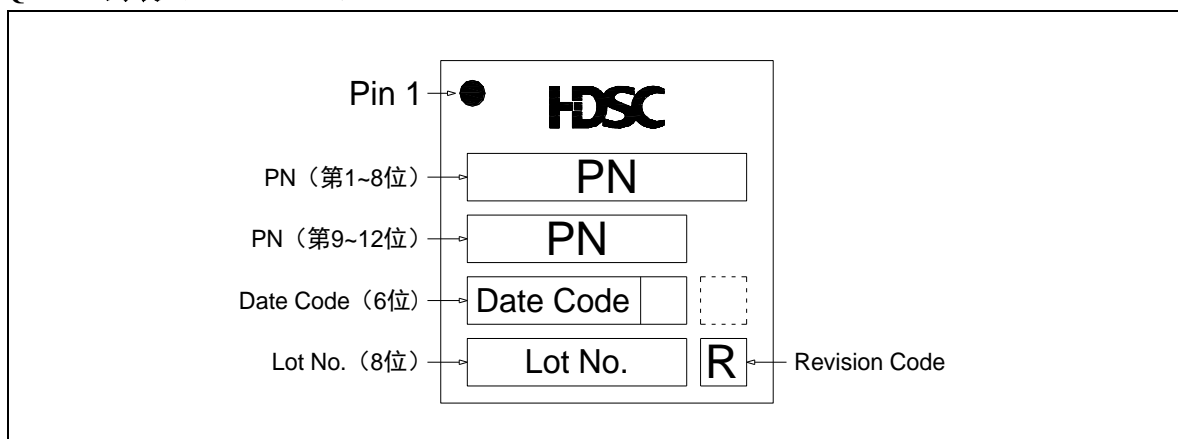 Pin 1
HDSC
PN（第1~8位） PN
PN（第9~12位） PN
Date Code（6位） Date Code
Lot No.（8位） Lot No. R Revision Code